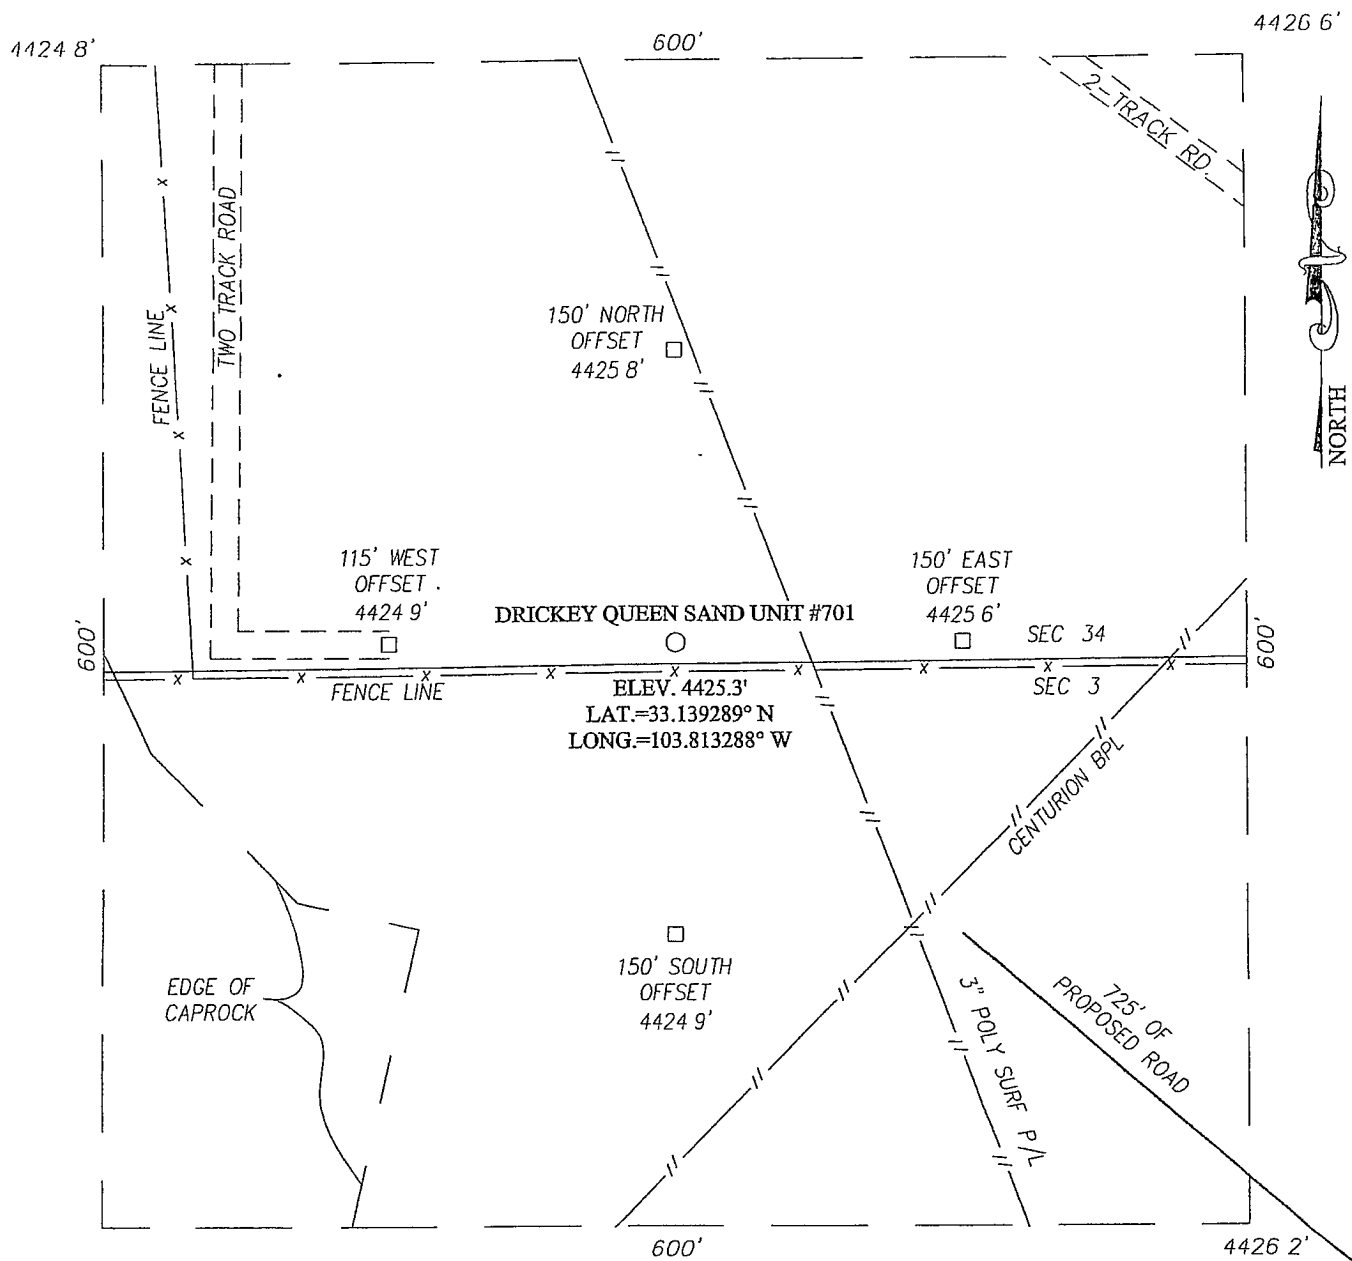 4424 8'
600'
4426 6'
2-TRACK RD.
TWO TRACK ROAD
FENCE LINE
150' NORTH
OFFSET
4425 8'
NORTH
115' WEST
OFFSET
4424 9'
DRICKEY QUEEN SAND UNIT #701
150' EAST
OFFSET
4425 6'
SEC 34
600'
600'
FENCE LINE
SEC 3
ELEV. 4425.3'
LAT.=33.139289° N
LONG.=103.813288° W
CENTURION BPL
EDGE OF
CAPROCK
150' SOUTH
OFFSET
4424 9'
3" POLY SURF P/L
725' OF
PROPOSED ROAD
600'
4426 2'